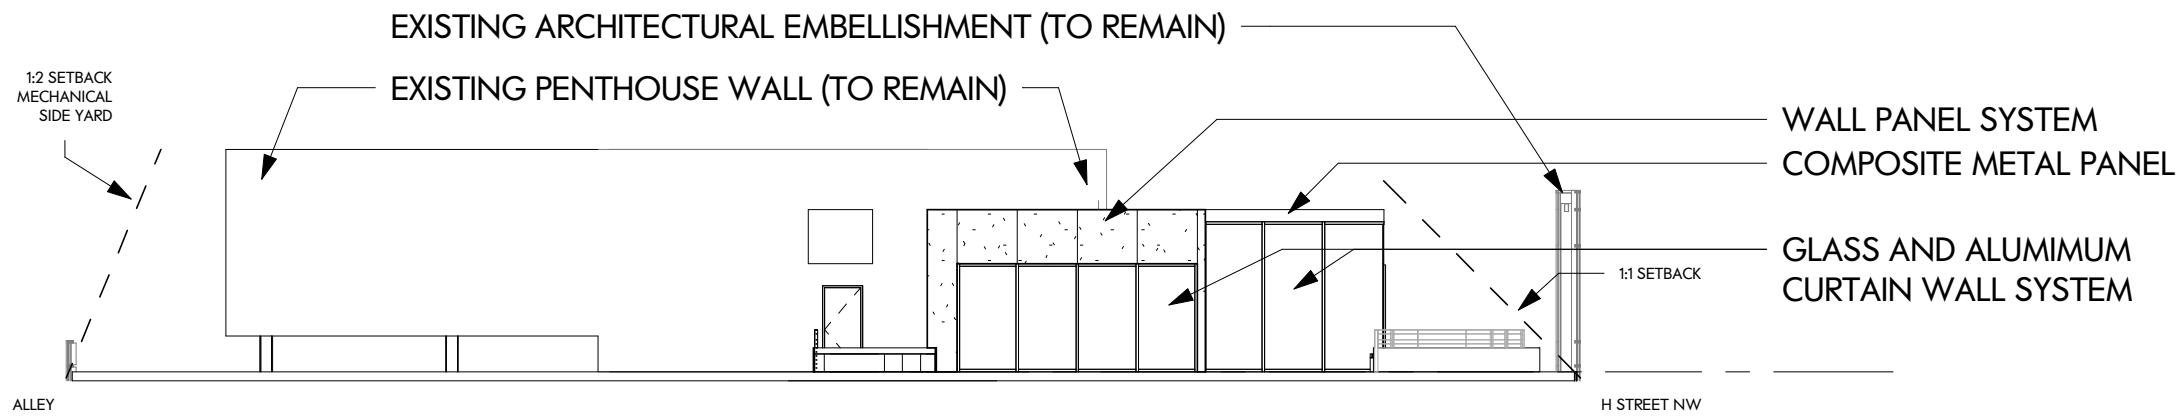 EXISTING ARCHITECTURAL EMBELLISHMENT (TO REMAIN)
1:2 SETBACK
MECHANICAL
SIDE YARD
EXISTING PENTHOUSE WALL (TO REMAIN)
WALL PANEL SYSTEM
COMPOSITE METAL PANEL
GLASS AND ALUMIMUM
CURTAIN WALL SYSTEM
1:1 SETBACK
ALLEY
H STREET NW